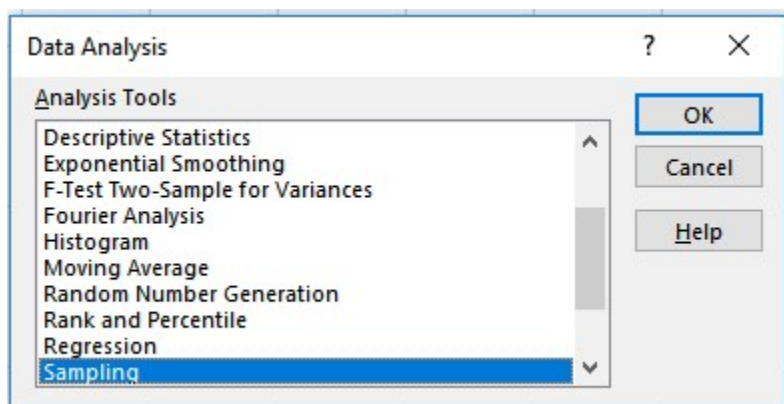 Data Analysis
?
Analysis Tools
OK
Cancel
Help
Descriptive Statistics
Exponential Smoothing
F-Test Two-Sample for Variances
Fourier Analysis
Histogram
Moving Average
Random Number Generation
Rank and Percentile
Regression
Sampling